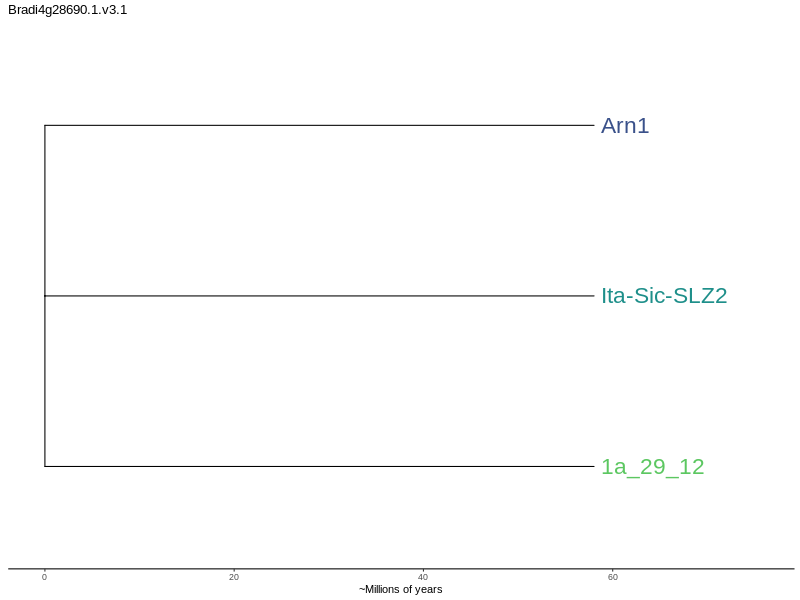 Bradi4g28690.1.v3.1
Arn1
Ita-Sic-SLZ2
1a_29_12
0 20 40 60
~Millions of years